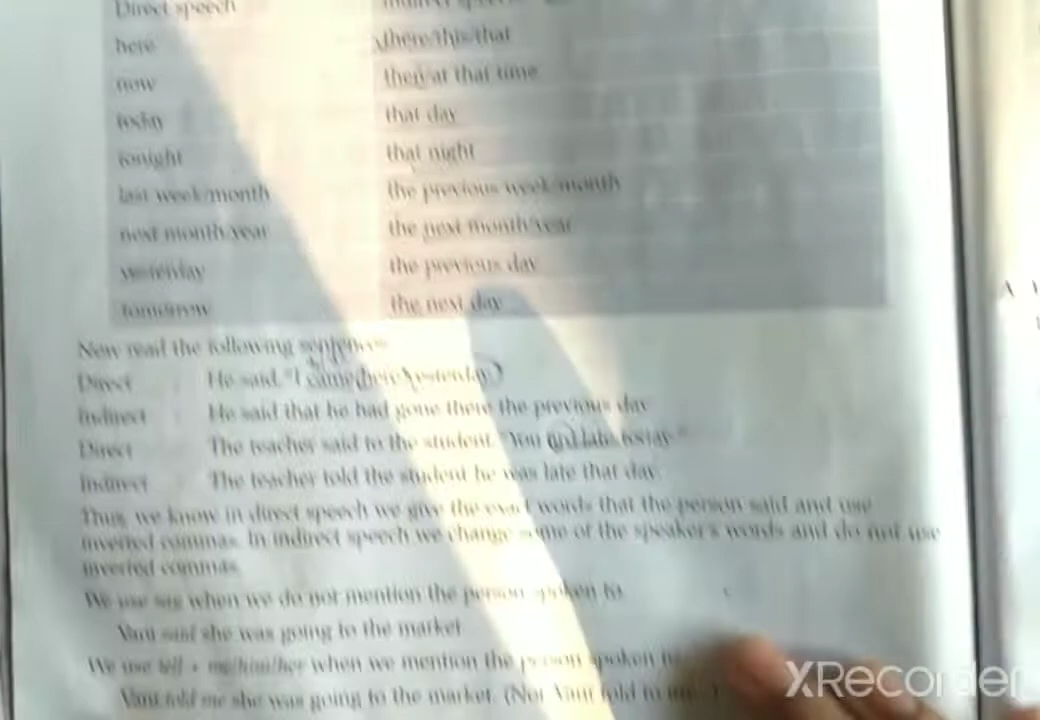 Direct speech
here there/this/that
now then/at that time
today that day
tonight that night
last week/month the previous week/month
next month/year the next month/year
yesterday the previous day
tomorrow the next day
Now read the following sentences
Direct He said, "I came here yesterday"
Indirect He said that he had gone there the previous day
Direct The teacher said to the student, "You are late today."
Indirect The teacher told the student he was late that day.
Thus, we know in direct speech we give the exact words that the person said and use
inverted commas. In indirect speech we change some of the speaker's words and do not use
inverted commas.
We use say when we do not mention the person spoken to.
Vani said she was going to the market
We use tell + me/him/her when we mention the person spoken
Vani told me she was going to the market. (Not Vani told to
XRecorder